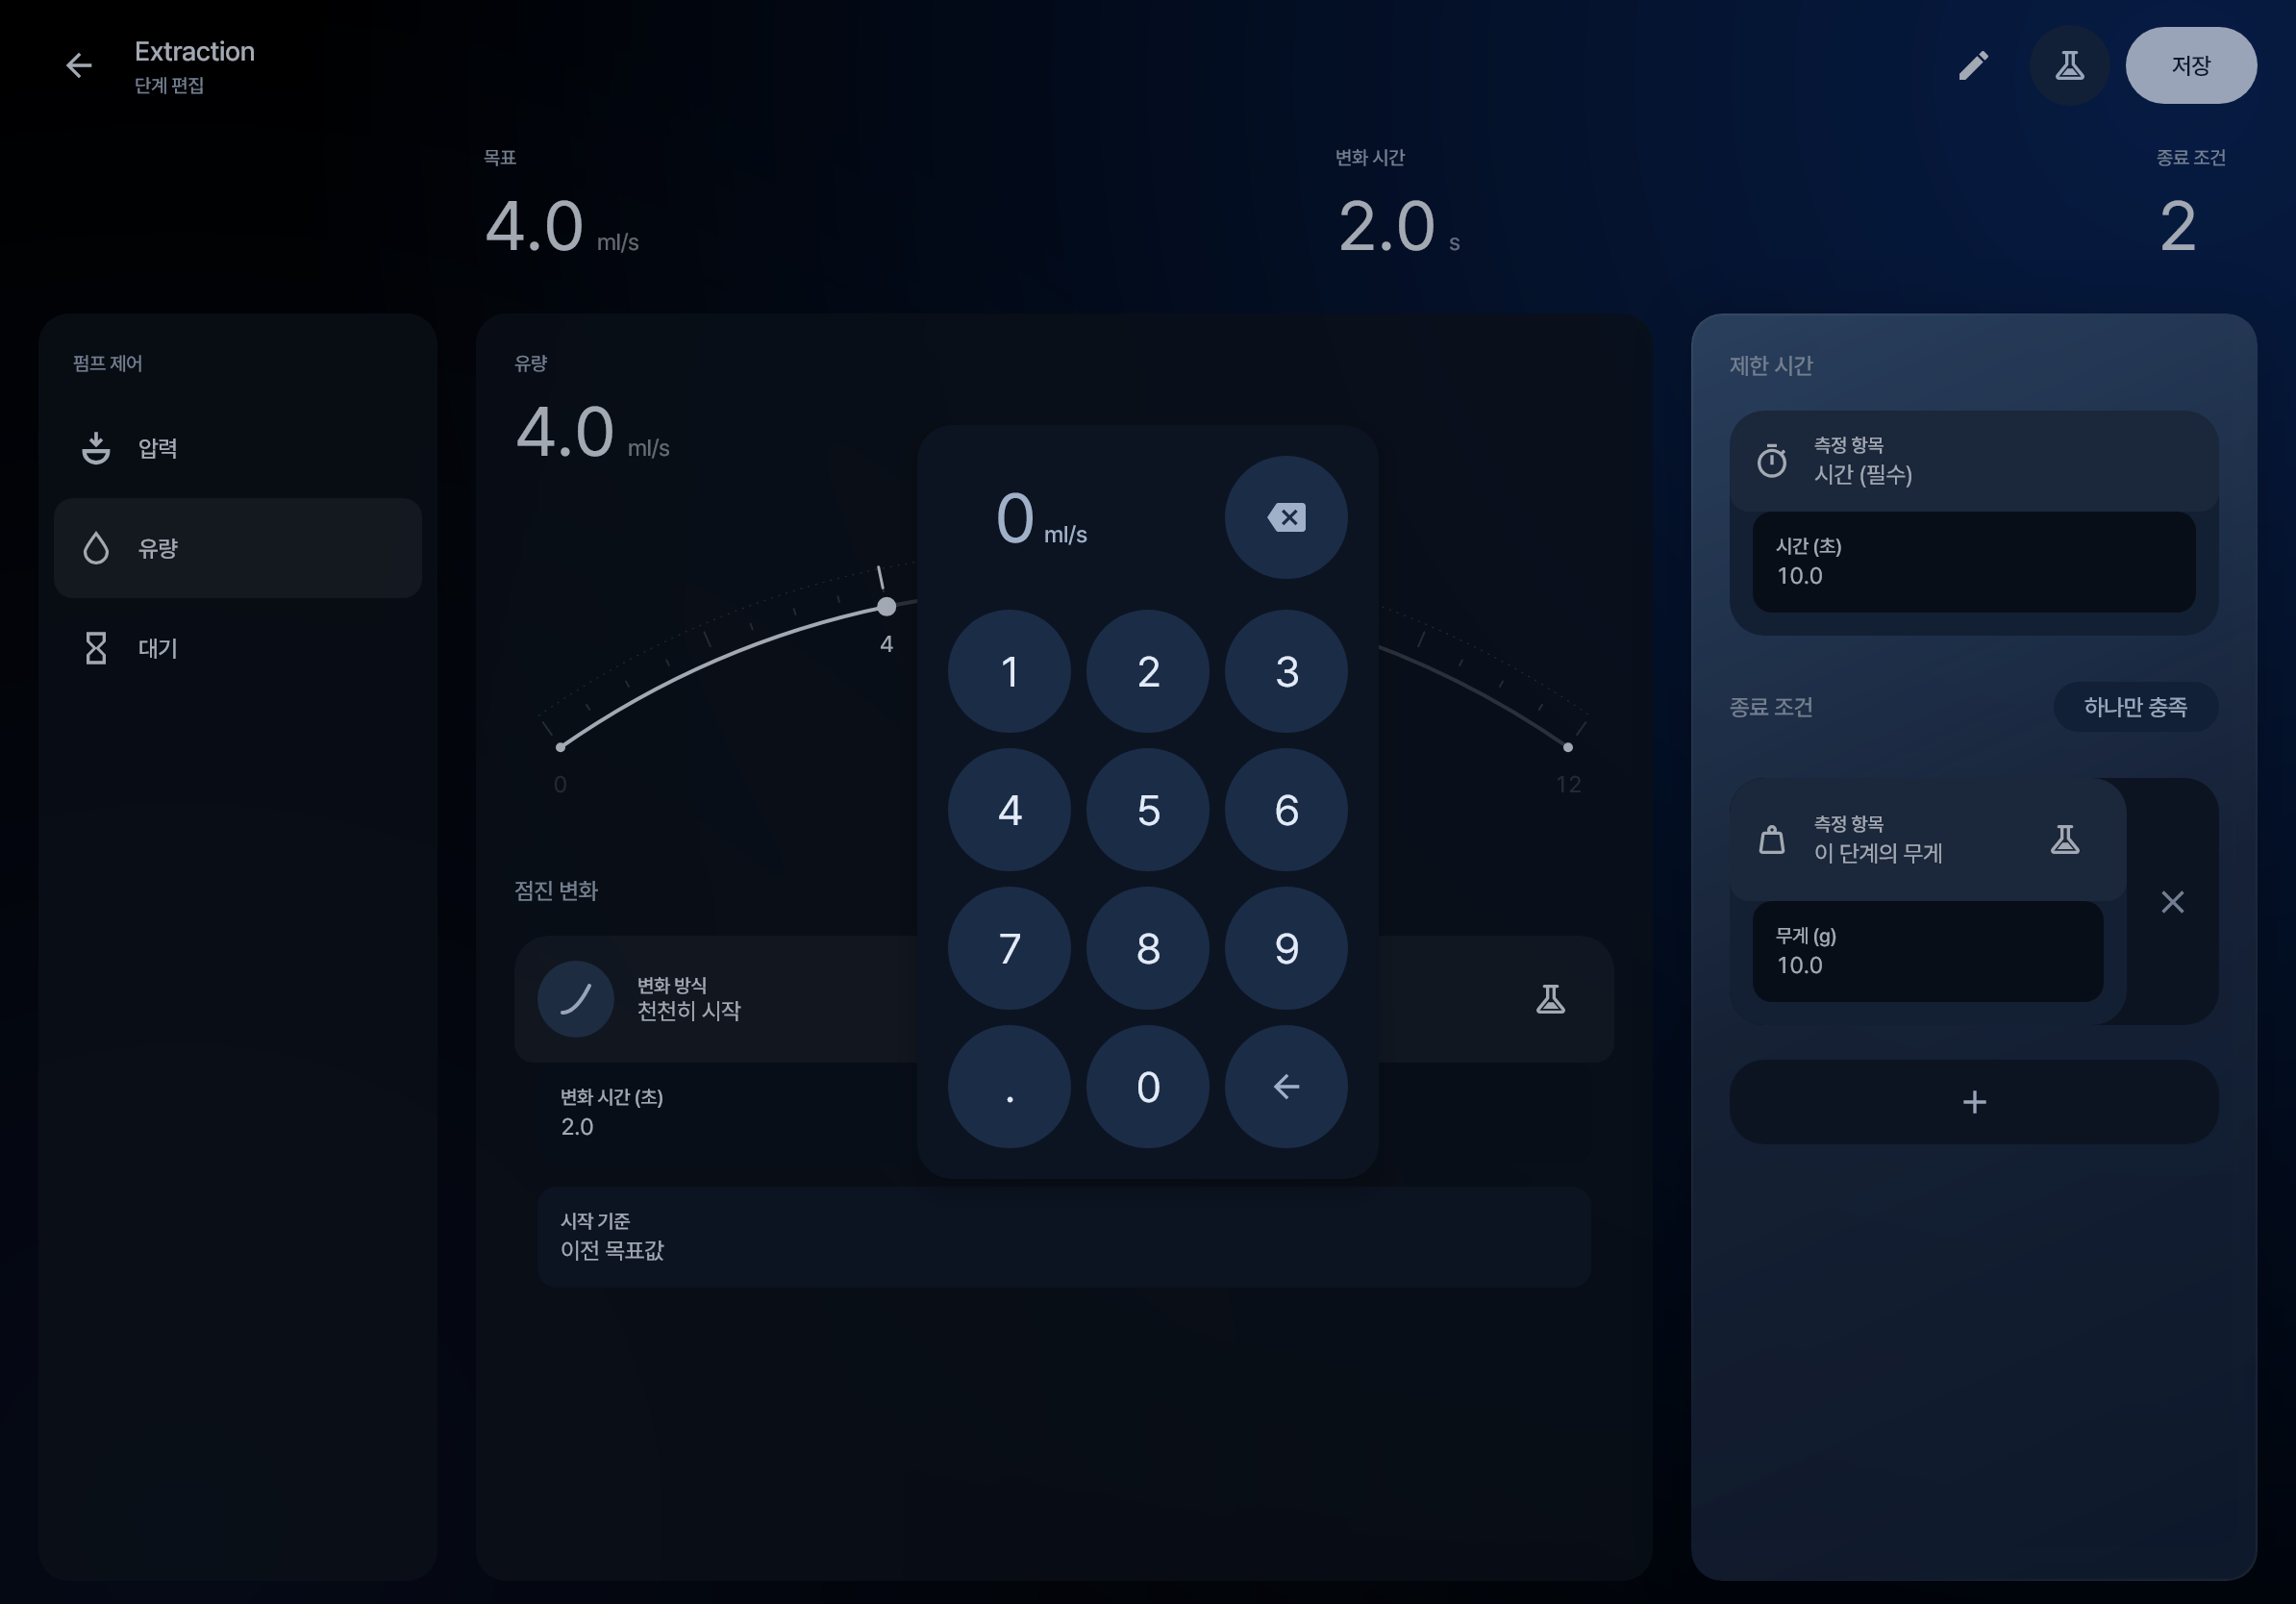 Extraction
단계 편집
저장
목표
4.0 ml/s
변화 시간
2.0 s
종료 조건
2
펌프 제어
압력
유량
대기
유량
4.0 ml/s
4
0
12
점진 변화
변화 방식
천천히 시작
변화 시간 (초)
2.0
시작 기준
이전 목표값
0 ml/s
1 2 3
4 5 6
7 8 9
. 0
제한 시간
측정 항목
시간 (필수)
시간 (초)
10.0
종료 조건
하나만 충족
측정 항목
이 단계의 무게
무게 (g)
10.0